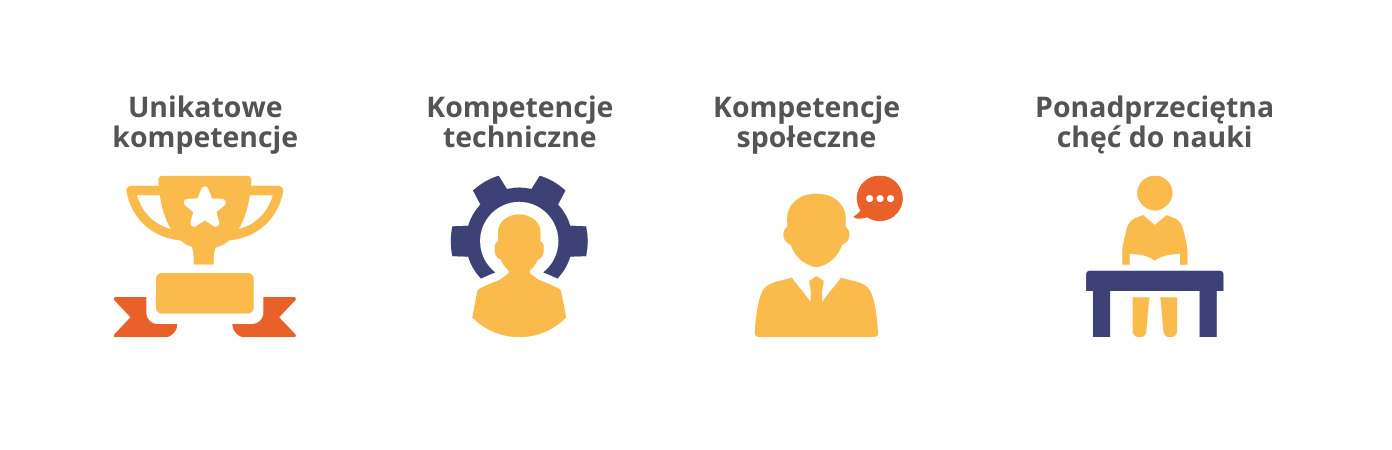 Unikatowe
kompetencje
Kompetencje
techniczne
Kompetencje
społeczne
Ponadprzeciętna
chęć do nauki